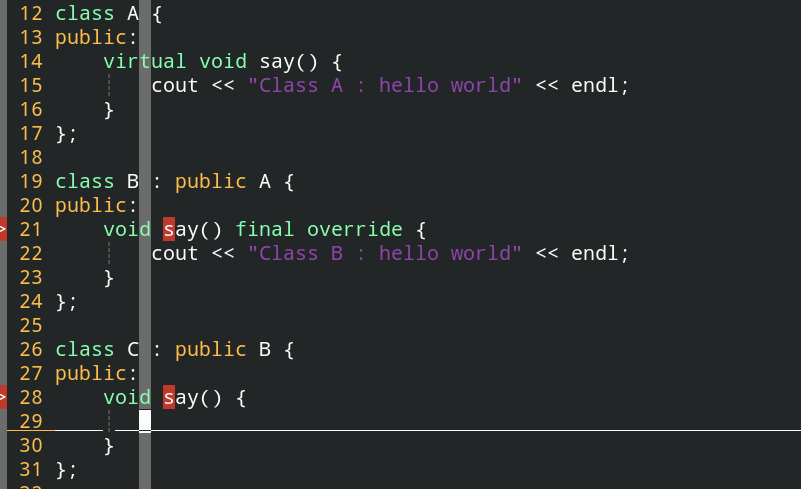 12 class A {
13 public:
14     virtual void say() {
15         cout << "Class A : hello world" << endl;
16     }
17 };
18
19 class B : public A {
20 public:
> 21     void say() final override {
22         cout << "Class B : hello world" << endl;
23     }
24 };
25
26 class C : public B {
27 public:
> 28     void say() {
29
30     }
31 };